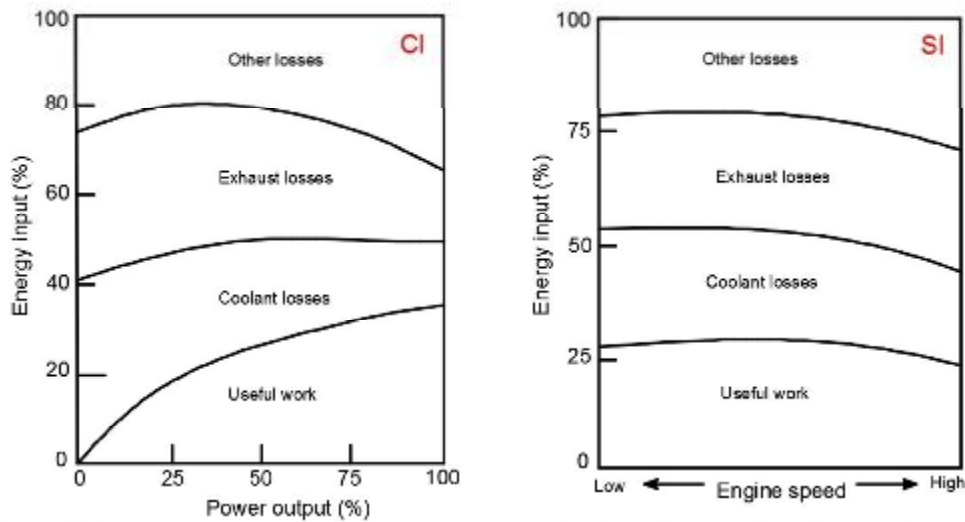 100
CI
Other losses
80
Exhaust losses
60
Energy input (%)
40
Coolant losses
20
Useful work
0
0 25 50 75 100
Power output (%)
100
SI
Other losses
75
Exhaust losses
Energy input (%)
50
Coolant losses
25
Useful work
0
Low Engine speed High